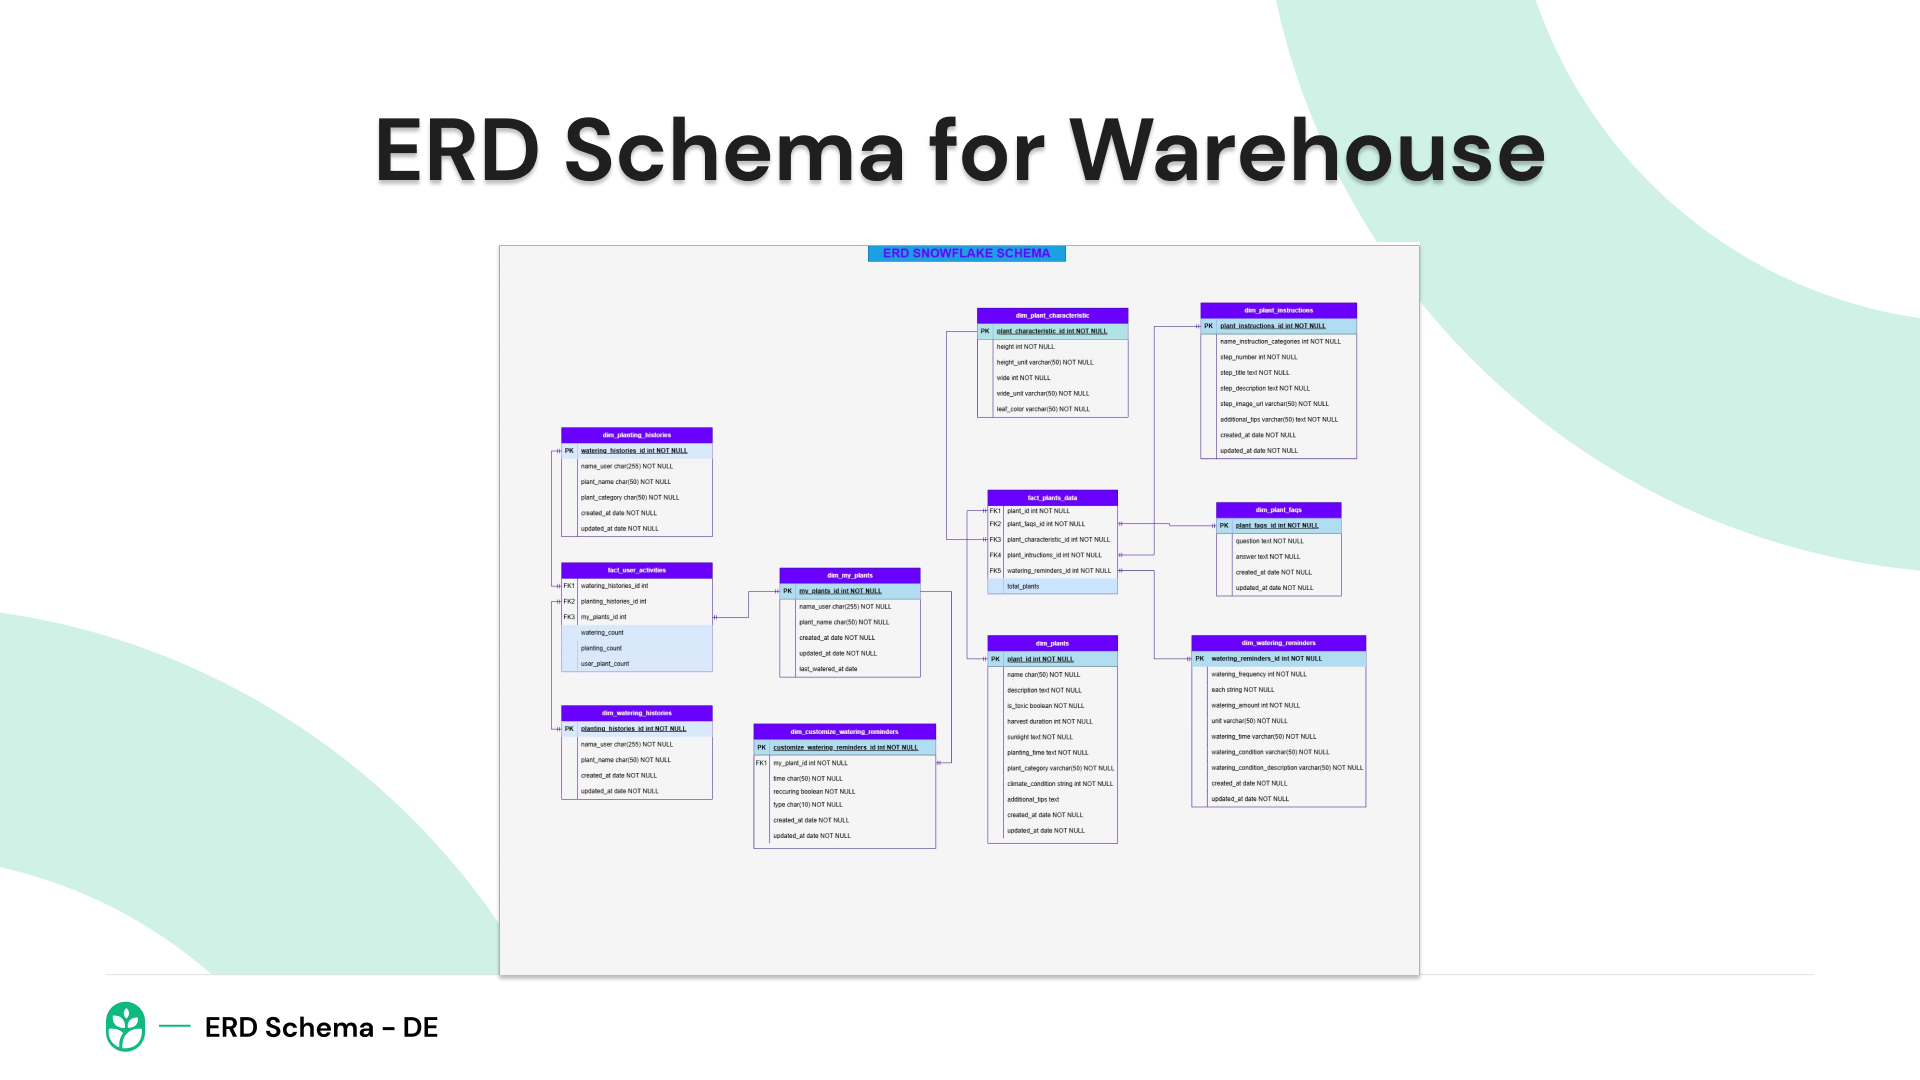 ERD Schema for Warehouse
ERD SNOWFLAKE SCHEMA
dim_plant_characteristic
PK plant_characteristic_id int NOT NULL
height int NOT NULL
height_unit varchar(50) NOT NULL
wide int NOT NULL
wide_unit varchar(50) NOT NULL
leaf_color varchar(50) NOT NULL
dim_plant_instructions
PK plant_instructions_id int NOT NULL
name_instruction_categories int NOT NULL
step_number int NOT NULL
step_title text NOT NULL
step_description text NOT NULL
step_image_url varchar(50) NOT NULL
additional_tips varchar(50) text NOT NULL
created_at date NOT NULL
updated_at date NOT NULL
dim_planting_histories
PK watering_histories_id int NOT NULL
nama_user char(255) NOT NULL
plant_name char(50) NOT NULL
plant_category char(50) NOT NULL
created_at date NOT NULL
updated_at date NOT NULL
fact_plants_data
FK1 plant_id int NOT NULL
FK2 plant_faqs_id int NOT NULL
FK3 plant_characteristic_id int NOT NULL
FK4 plant_intructions_id int NOT NULL
FK5 watering_reminders_id int NOT NULL
total_plants
dim_plant_faqs
PK plant_faqs_id int NOT NULL
question text NOT NULL
answer text NOT NULL
created_at date NOT NULL
updated_at date NOT NULL
fact_user_activities
FK1 watering_histories_id int
FK2 planting_histories_id int
FK3 my_plants_id int
watering_count
planting_count
user_plant_count
dim_my_plants
PK my_plants_id int NOT NULL
nama_user char(255) NOT NULL
plant_name char(50) NOT NULL
created_at date NOT NULL
updated_at date NOT NULL
last_watered_at date
dim_plants
PK plant_id int NOT NULL
name char(50) NOT NULL
description text NOT NULL
is_toxic boolean NOT NULL
harvest duration int NOT NULL
sunlight text NOT NULL
planting_time text NOT NULL
plant_category varchar(50) NOT NULL
climate_condition string int NOT NULL
additional_tips text
created_at date NOT NULL
updated_at date NOT NULL
dim_watering_reminders
PK watering_reminders_id int NOT NULL
watering_frequency int NOT NULL
each string NOT NULL
watering_amount int NOT NULL
unit varchar(50) NOT NULL
watering_time varchar(50) NOT NULL
watering_condition varchar(50) NOT NULL
watering_condition_description varchar(50) NOT NULL
created_at date NOT NULL
updated_at date NOT NULL
dim_watering_histories
PK planting_histories_id int NOT NULL
nama_user char(255) NOT NULL
plant_name char(50) NOT NULL
created_at date NOT NULL
updated_at date NOT NULL
dim_customize_watering_reminders
PK customize_watering_reminders_id int NOT NULL
FK1 my_plant_id int NOT NULL
time char(50) NOT NULL
reccuring boolean NOT NULL
type char(10) NOT NULL
created_at date NOT NULL
updated_at date NOT NULL
ERD Schema – DE